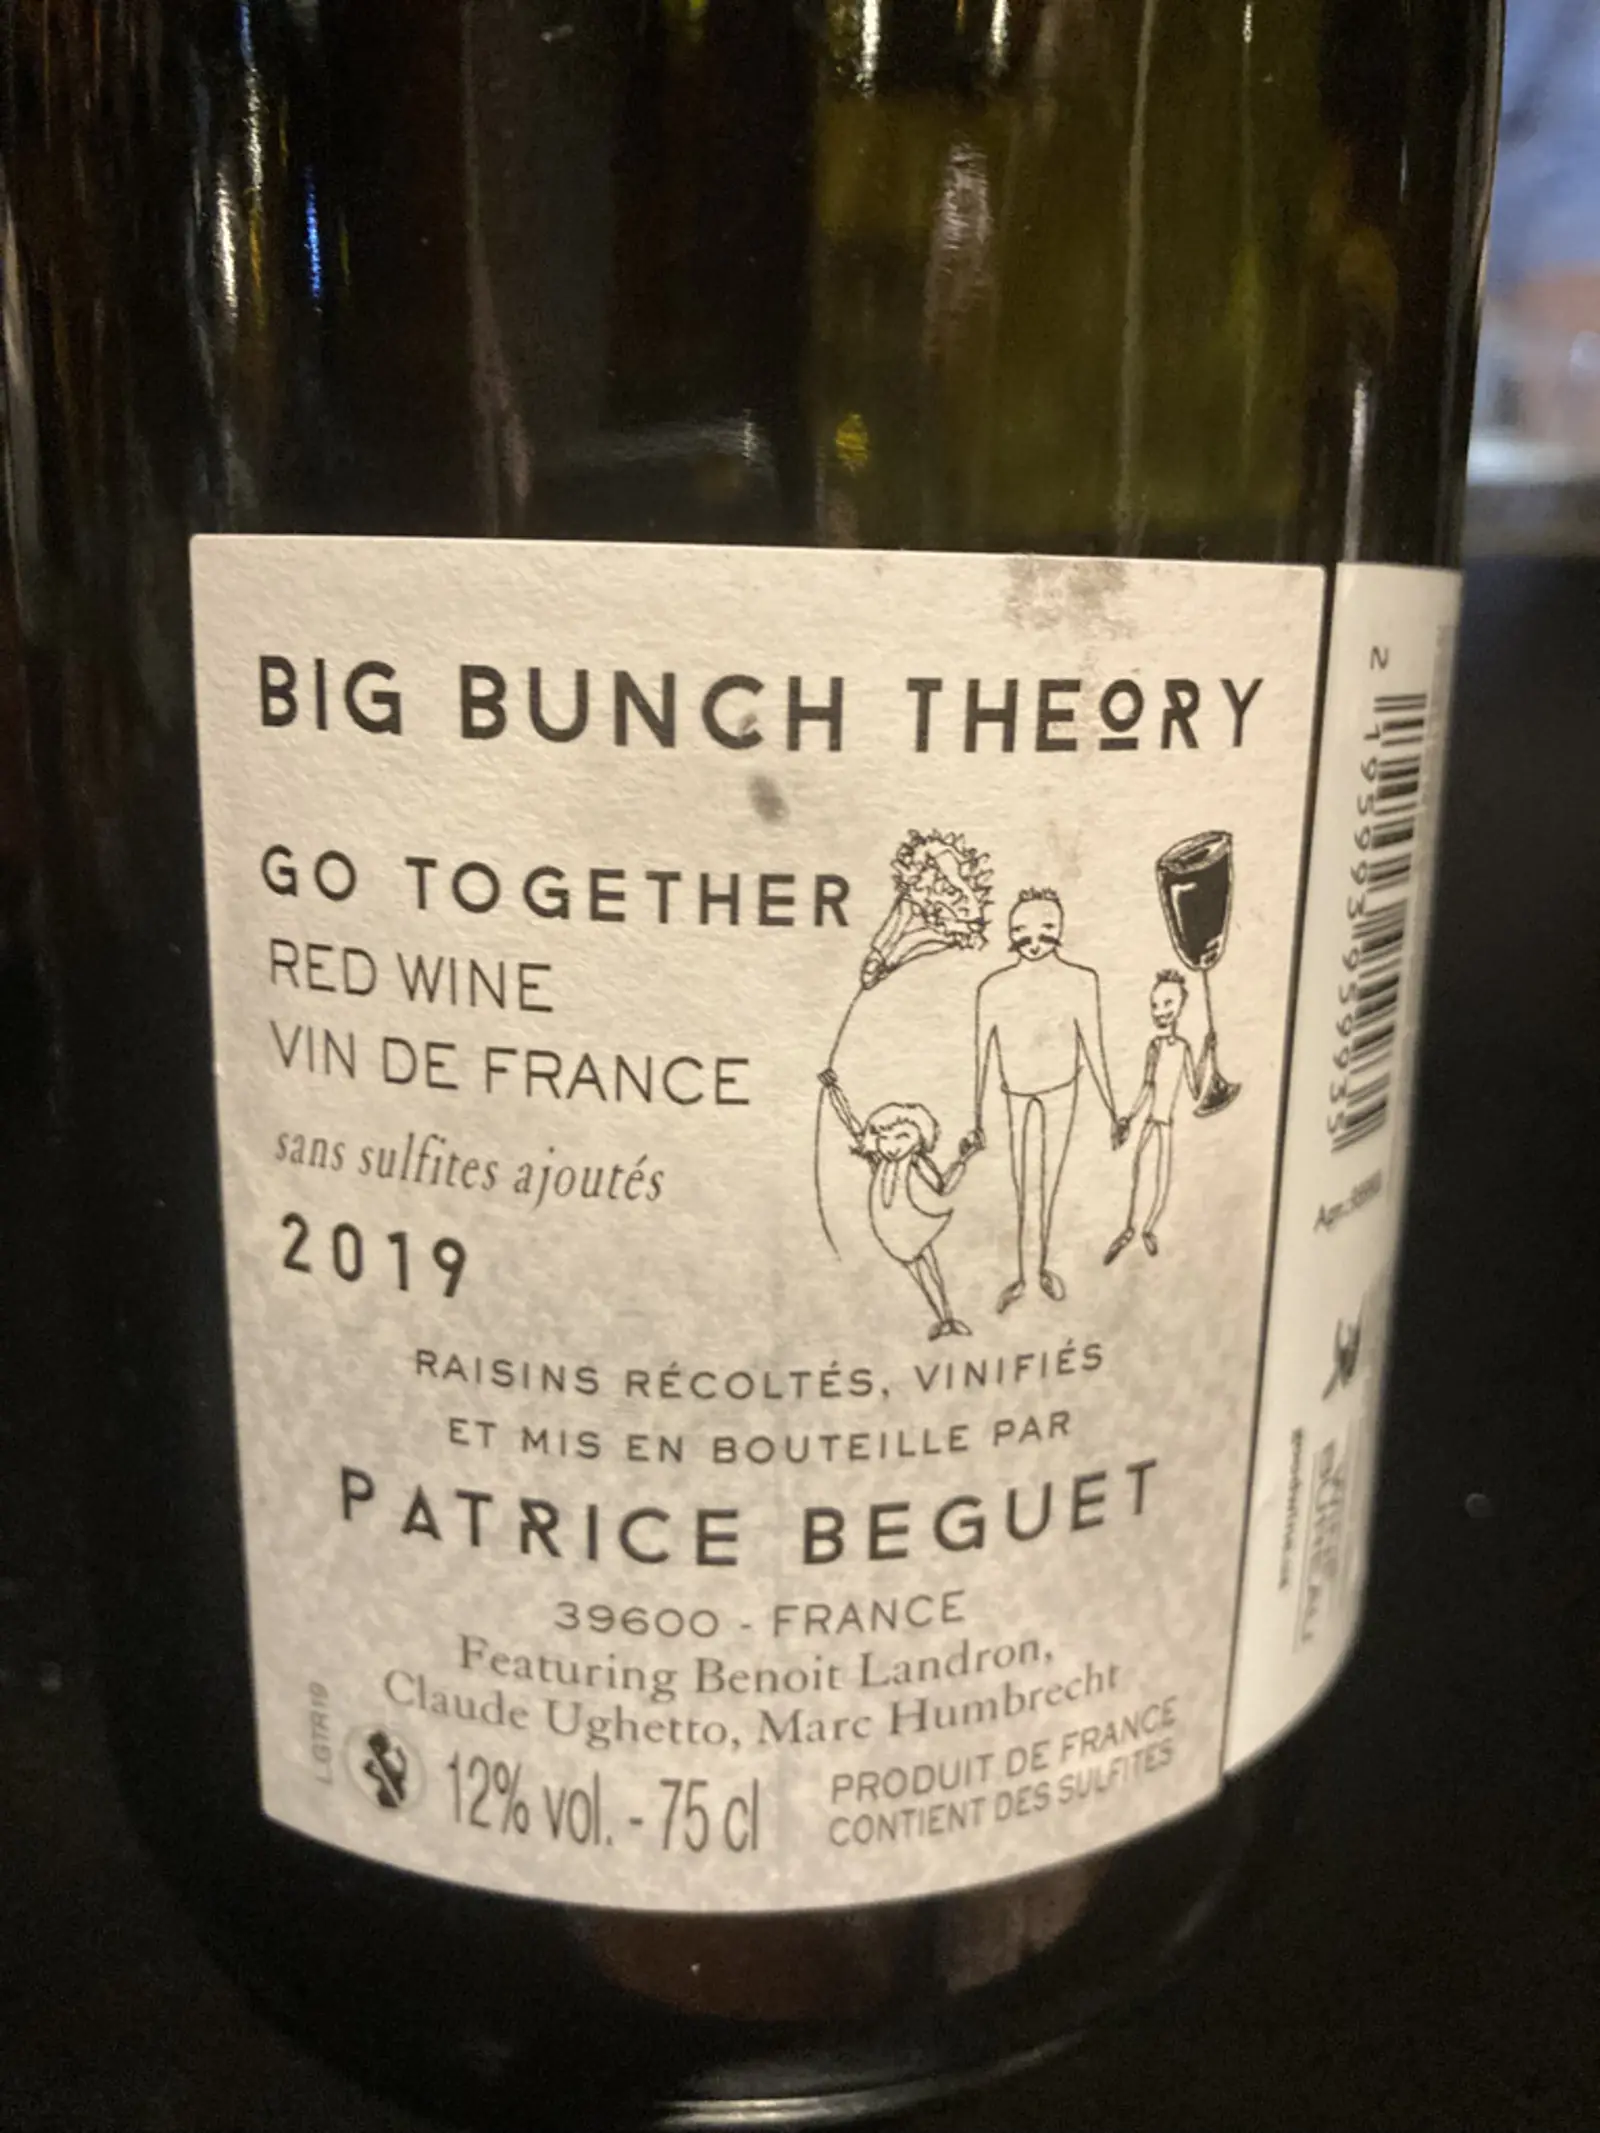 BIG BUNCH THEORY
GO TOGETHER
RED WINE
VIN DE FRANCE
sans sulfites ajoutés
2019
RAISINS RÉCOLTÉS, VINIFIÉS
ET MIS EN BOUTEILLE PAR
PATRICE BEGUET
39600 - FRANCE
Featuring Benoit Landron,
Claude Ughetto, Marc Humbrecht
L.GTR19
12% vol. - 75 cl
PRODUIT DE FRANCE
CONTIENT DES SULFITES